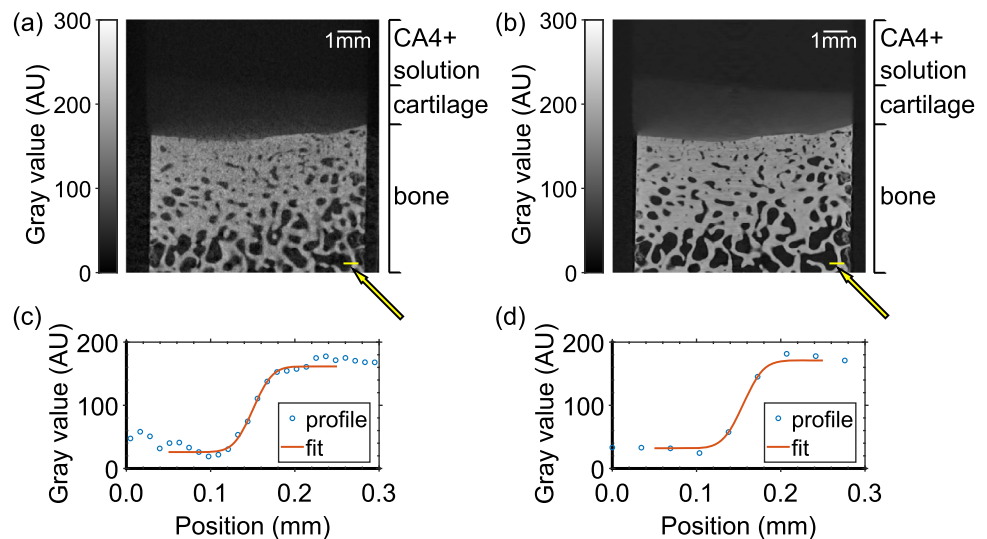 (a)
300
200
100
0
Gray value (AU)
1mm
CA4+
solution
cartilage
bone
(b)
300
200
100
0
Gray value (AU)
1mm
CA4+
solution
cartilage
bone
(c)
200
100
0
Gray value (AU)
profile
fit
0.0 0.1 0.2 0.3
Position (mm)
(d)
200
100
0
Gray value (AU)
profile
fit
0.0 0.1 0.2 0.3
Position (mm)